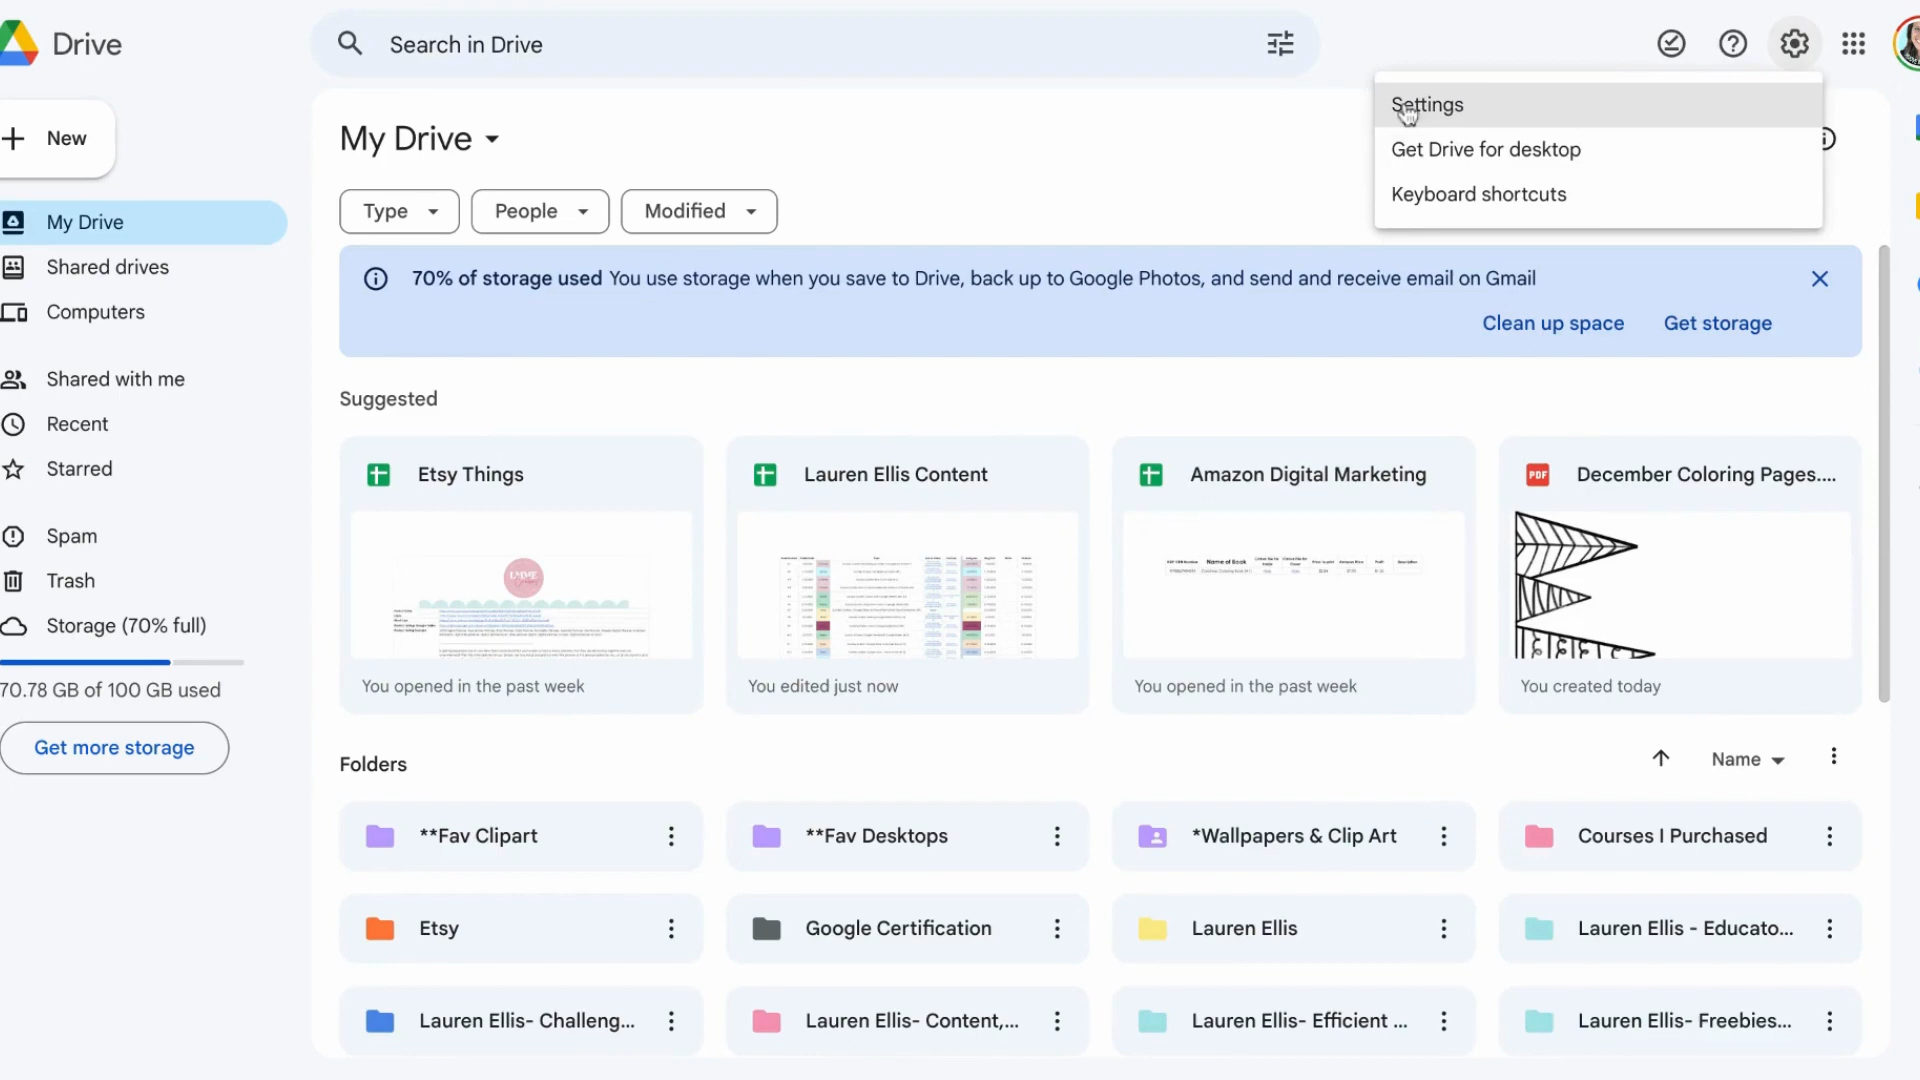 Drive
Search in Drive
Settings
Get Drive for desktop
Keyboard shortcuts
New
My Drive
Shared drives
Computers
Shared with me
Recent
Starred
Spam
Trash
Storage (70% full)
70.78 GB of 100 GB used
Get more storage
My Drive
Type
People
Modified
70% of storage used You use storage when you save to Drive, back up to Google Photos, and send and receive email on Gmail
Clean up space
Get storage
Suggested
Etsy Things
You opened in the past week
Lauren Ellis Content
You edited just now
Amazon Digital Marketing
Name of Book
You opened in the past week
PDF
December Coloring Pages....
You created today
Folders
Name
**Fav Clipart
**Fav Desktops
*Wallpapers & Clip Art
Courses I Purchased
Etsy
Google Certification
Lauren Ellis
Lauren Ellis - Educato...
Lauren Ellis- Challeng...
Lauren Ellis- Content,...
Lauren Ellis- Efficient ...
Lauren Ellis- Freebies...